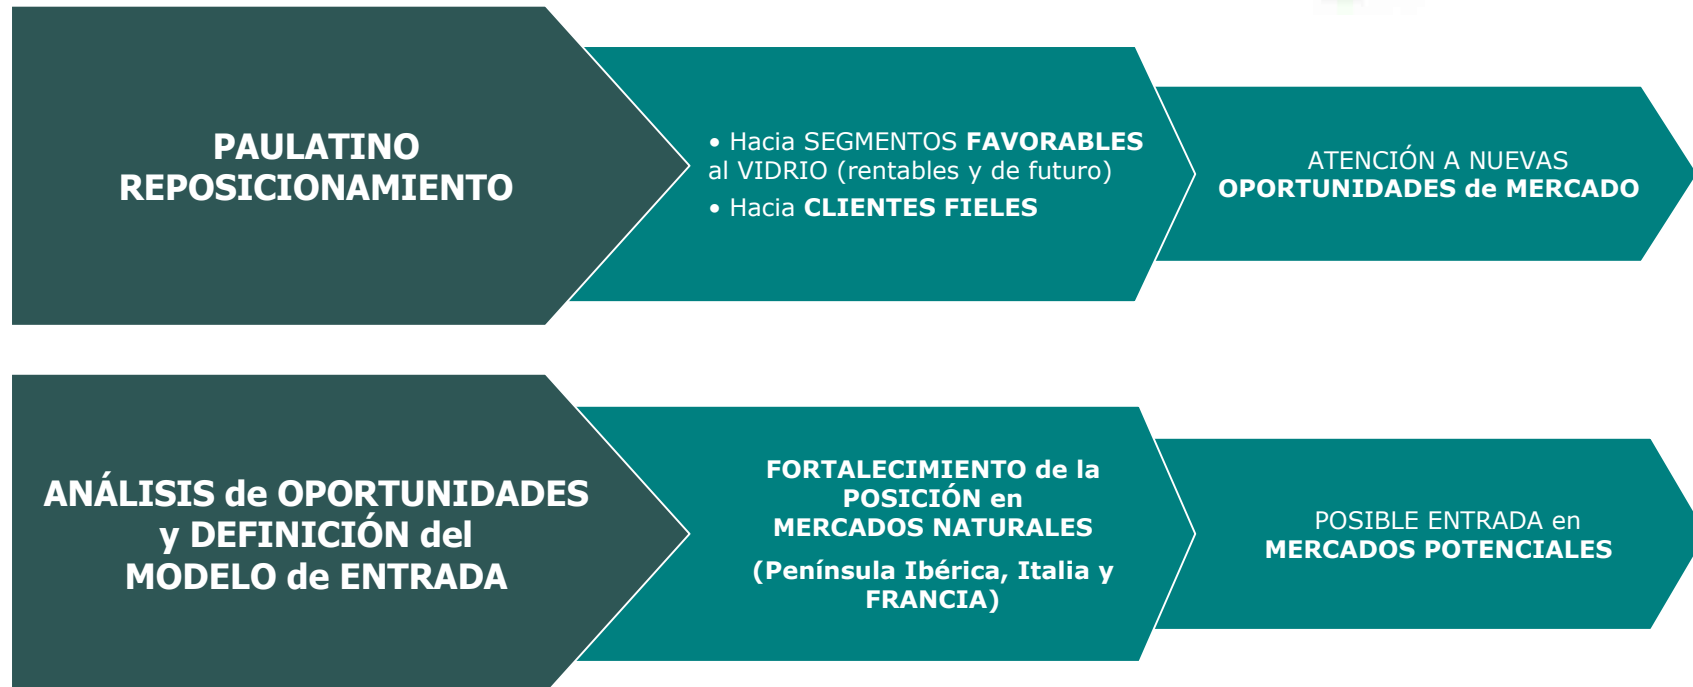 PAULATINO
REPOSICIONAMIENTO
• Hacia SEGMENTOS FAVORABLES
al VIDRIO (rentables y de futuro)
• Hacia CLIENTES FIELES
ATENCIÓN A NUEVAS
OPORTUNIDADES de MERCADO
ANÁLISIS de OPORTUNIDADES
y DEFINICIÓN del
MODELO de ENTRADA
FORTALECIMIENTO de la
POSICIÓN en
MERCADOS NATURALES
(Península Ibérica, Italia y
FRANCIA)
POSIBLE ENTRADA en
MERCADOS POTENCIALES